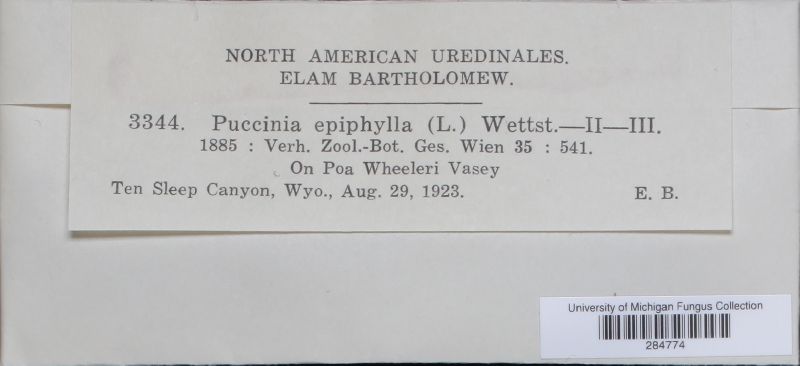 NORTH AMERICAN UREDINALES.
ELAM BARTHOLOMEW.
3344. Puccinia epiphylla (L.) Wettst.—II—III.
1885 : Verh. Zool.-Bot. Ges. Wien 35 : 541.
On Poa Wheeleri Vasey
Ten Sleep Canyon, Wyo., Aug. 29, 1923. E. B.
University of Michigan Fungus Collection
284774